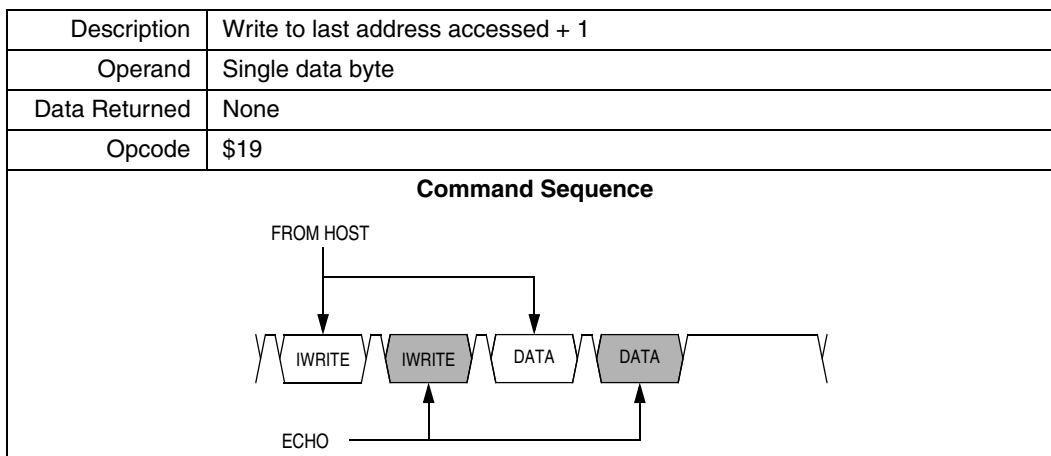 Description Write to last address accessed + 1
Operand Single data byte
Data Returned None
Opcode $19
Command Sequence
FROM HOST
IWRITE IWRITE DATA DATA
ECHO